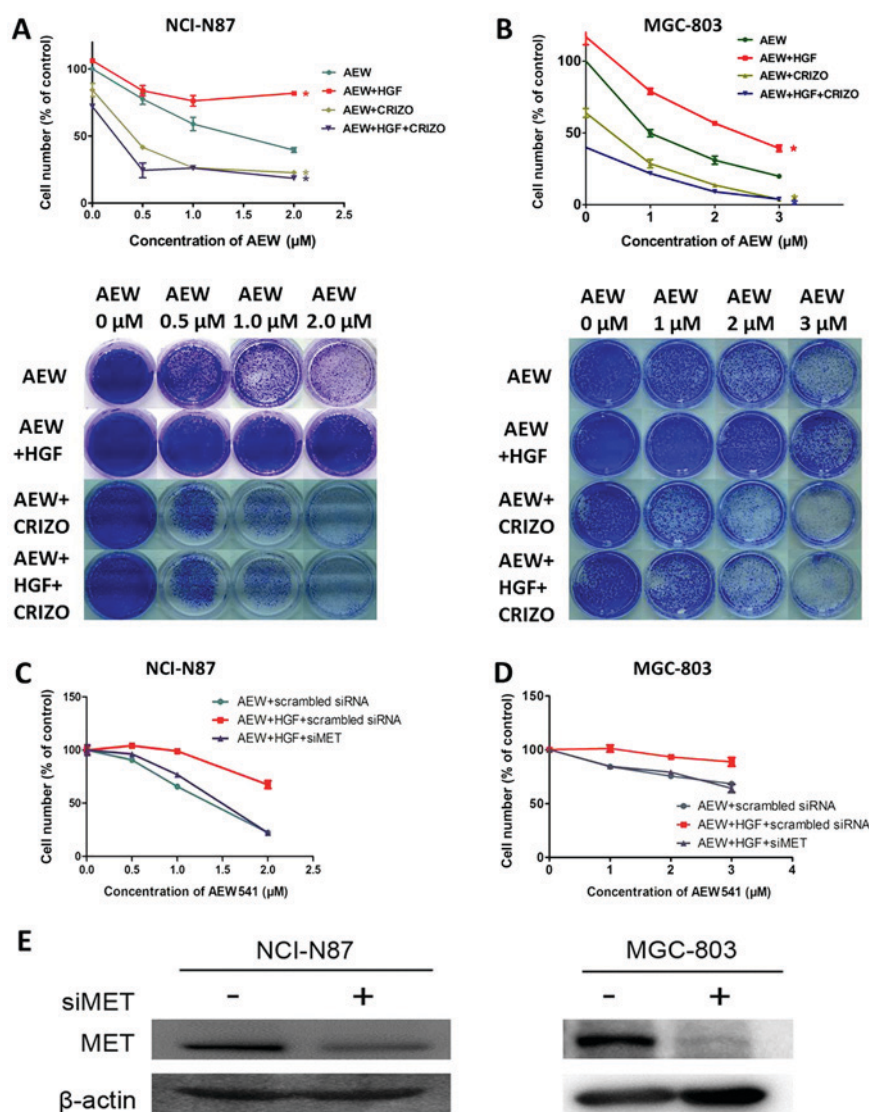 A
NCI-N87
Cell number (% of control)
100
50
0
0.0
0.5
1.0
1.5
2.0
2.5
Concentration of AEW (µM)
AEW
AEW+HGF
AEW+CRIZO
AEW+HGF+CRIZO
*
*
*
B
MGC-803
Cell number (% of control)
100
50
0
0
1
2
3
Concentration of AEW (µM)
AEW
AEW+HGF
AEW+CRIZO
AEW+HGF+CRIZO
*
*
*
AEW AEW AEW AEW
0 µM 0.5 µM 1.0 µM 2.0 µM
AEW
AEW
+HGF
AEW+
CRIZO
AEW+
HGF+
CRIZO
AEW AEW AEW AEW
0 µM 1 µM 2 µM 3 µM
AEW
AEW
+HGF
AEW+
CRIZO
AEW+
HGF+
CRIZO
C
NCI-N87
Cell number (% of control)
150
100
50
0
0.0
0.5
1.0
1.5
2.0
2.5
Concentration of AEW541 (µM)
AEW+scrambled siRNA
AEW+HGF+scrambled siRNA
AEW+HGF+siMET
D
MGC-803
Cell number (% of control)
150
100
50
0
0
1
2
3
4
Concentration of AEW541 (µM)
AEW+scrambled siRNA
AEW+HGF+scrambled siRNA
AEW+HGF+siMET
E
NCI-N87
MGC-803
siMET - + - +
MET
β-actin